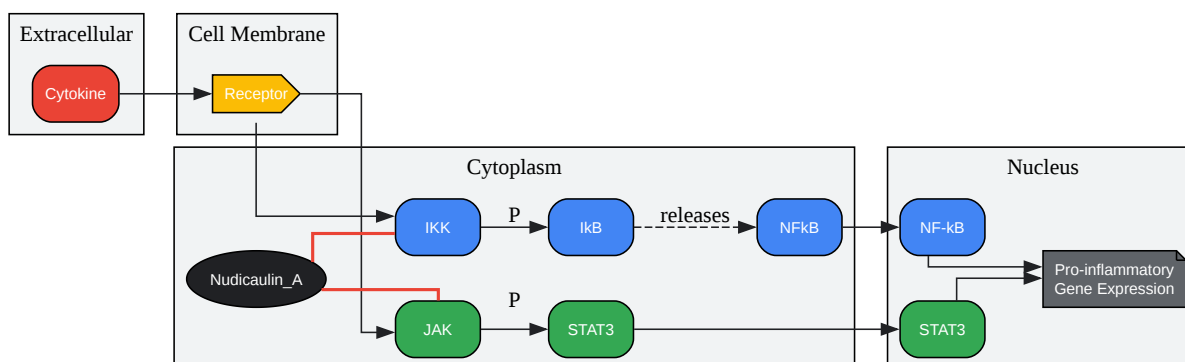 Extracellular
Cell Membrane
Cytokine
Receptor
Cytoplasm
Nucleus
IKK
P
IkB
releases
NFkB
NF-kB
Nudicaulin_A
Pro-inflammatory
Gene Expression
JAK
P
STAT3
STAT3